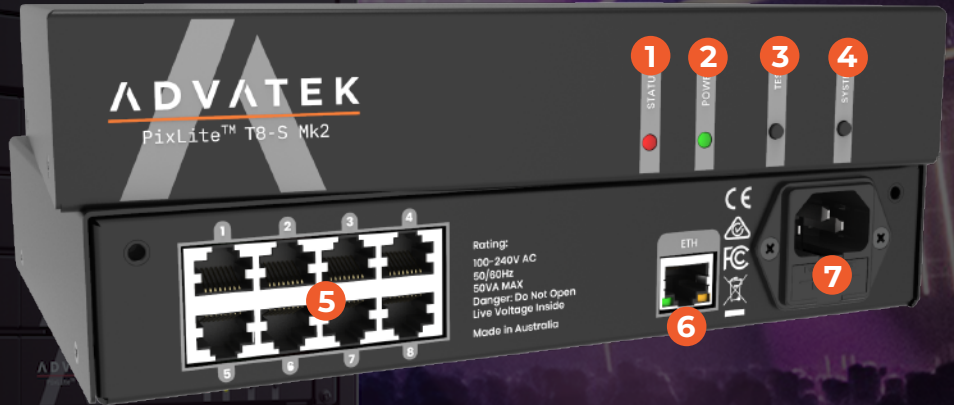 1
2
3
4
STATUS
POWER
ADVATEK
PixLite™ T8-S Mk2
1
2
3
4
5
5
6
7
8
Rating:
100-240V AC
50/60Hz
50VA MAX
Danger: Do Not Open
Live Voltage Inside
Made in Australia
ETH
6
CE
FC
7